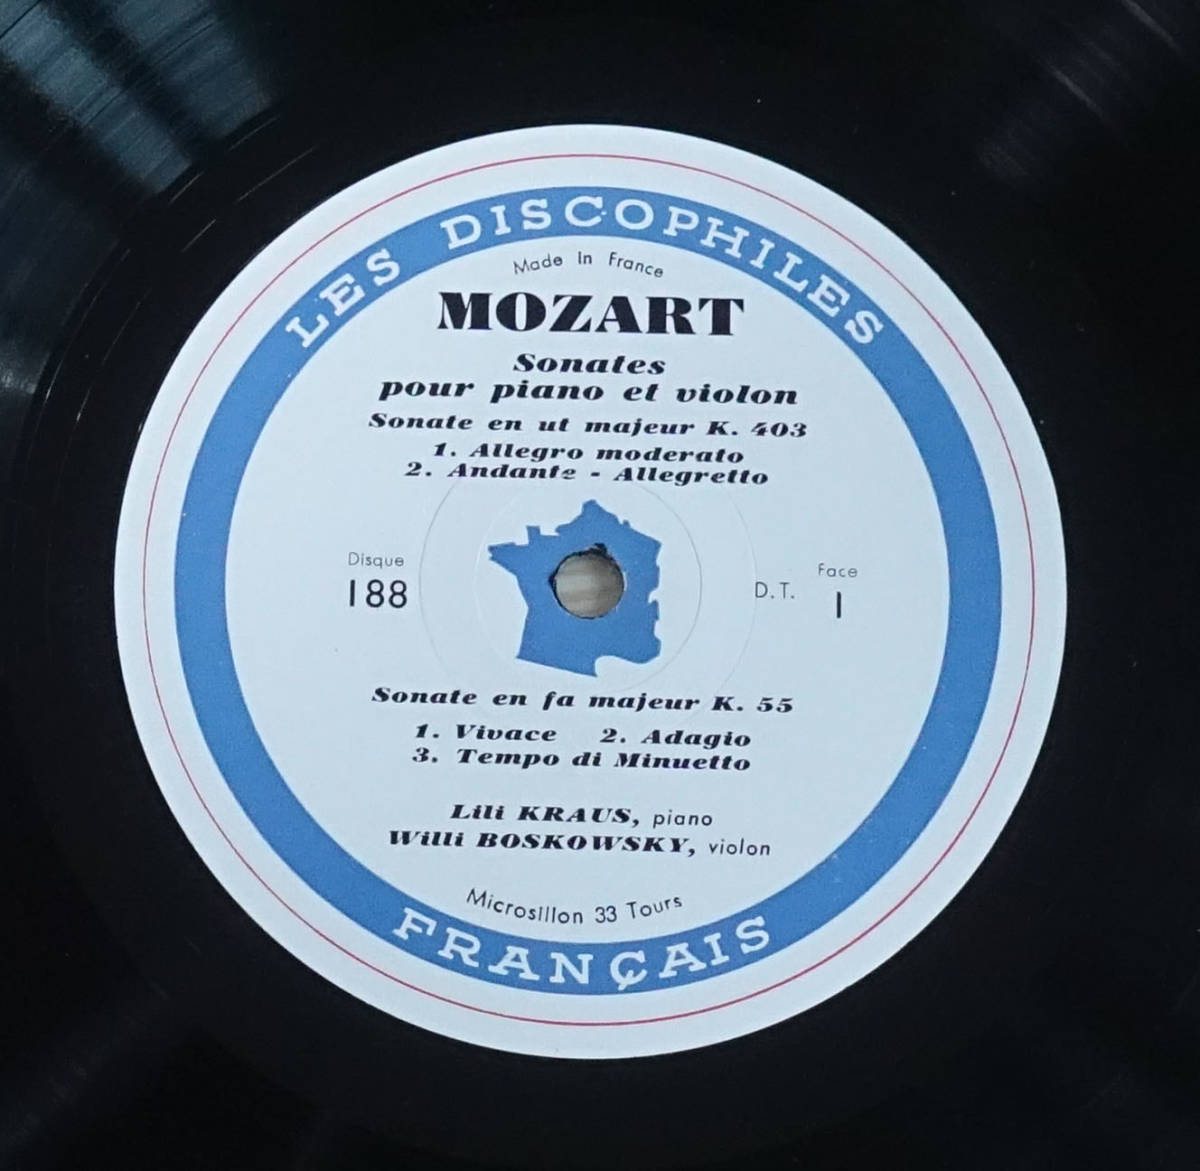 LES DISCOPHILES
Made in France
MOZART
Sonates
pour piano et violon
Sonate en ut majeur K. 403
1. Allegro moderato
2. Andante - Allegretto
Disque
188
D.T.
Face
1
Sonate en fa majeur K. 55
1. Vivace 2. Adagio
3. Tempo di Minuetto
Lili KRAUS, piano
Willi BOSKOWSKY, violon
Microsillon 33 Tours
FRANÇAIS